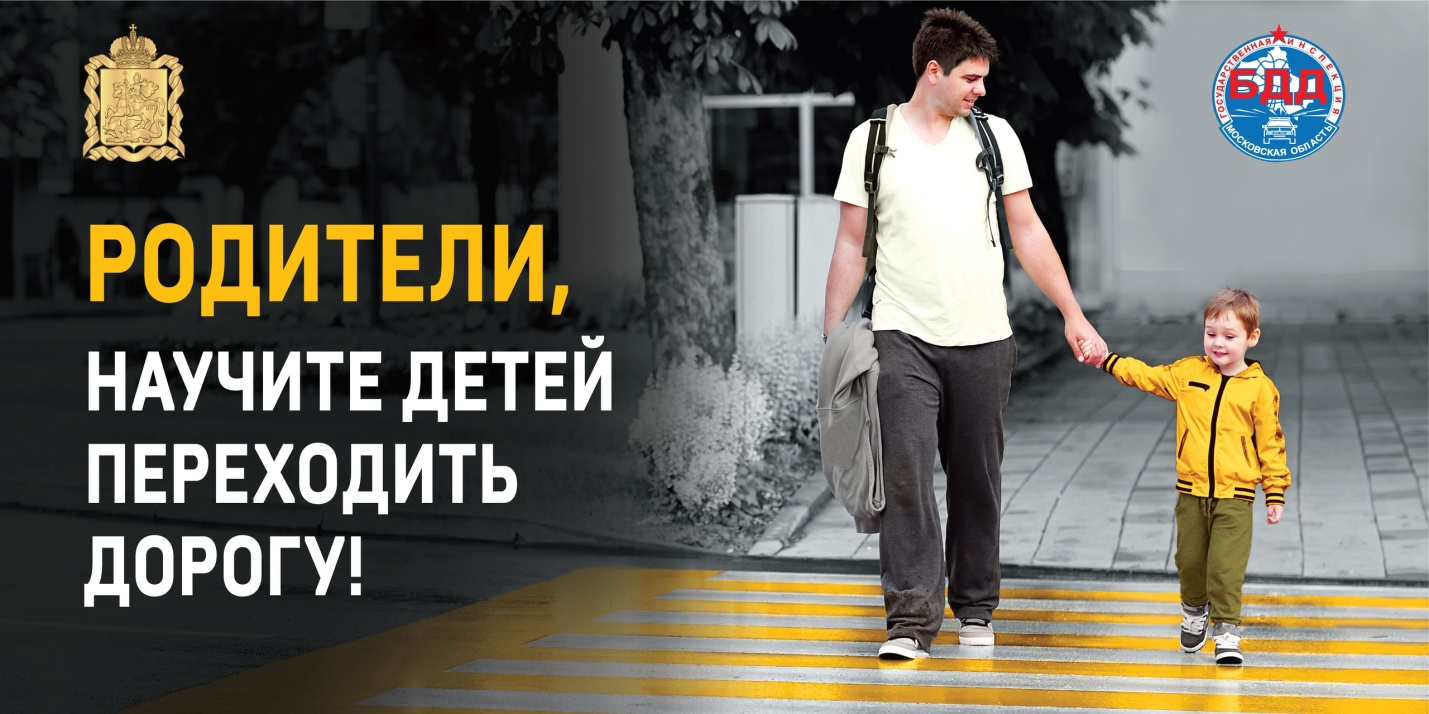 РОДИТЕЛИ,
НАУЧИТЕ ДЕТЕЙ
ПЕРЕХОДИТЬ
ДОРОГУ!
ГОСУДАРСТВЕННАЯ ИНСПЕКЦИЯ
БДД
МОСКОВСКАЯ ОБЛАСТЬ